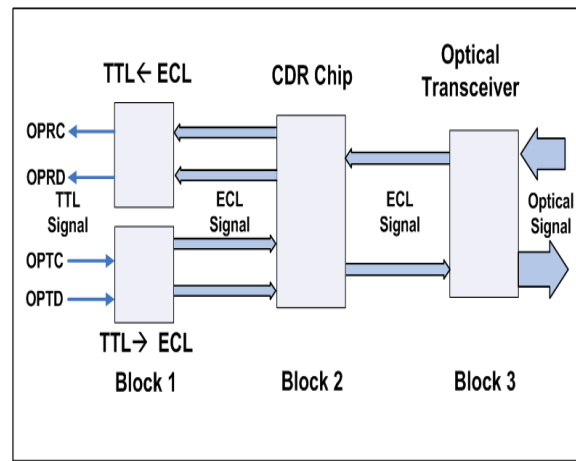 TTL← ECL
CDR Chip
Optical
Transceiver
OPRC
OPRD
TTL
Signal
ECL
Signal
ECL
Signal
Optical
Signal
OPTC
OPTD
TTL→ ECL
Block 1
Block 2
Block 3